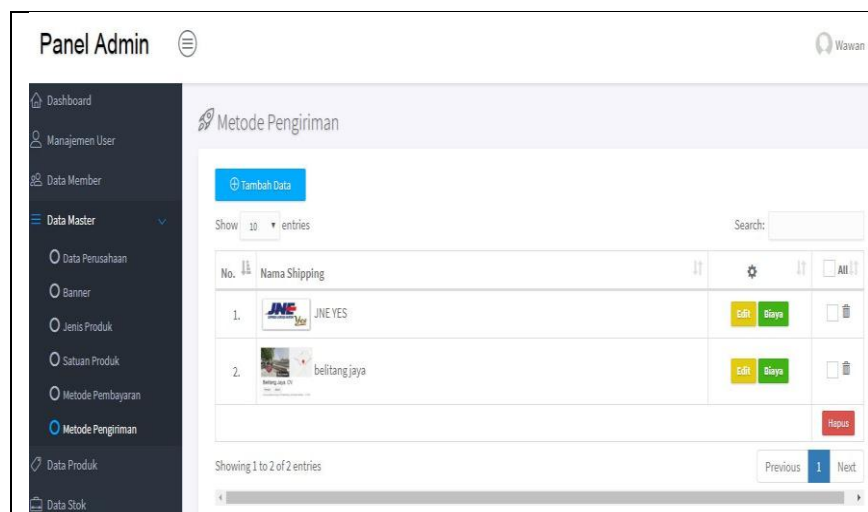 Panel Admin
Wawan
Dashboard
Manajemen User
Data Member
Data Master
Data Perusahaan
Banner
Jenis Produk
Satuan Produk
Metode Pembayaran
Metode Pengiriman
Data Produk
Data Stok
Metode Pengiriman
Tambah Data
Show 10 entries
Search:
No. Nama Shipping All
1. JNE Yes JNE YES Edit Biaya
2. belitang jaya Edit Biaya
Hapus
Showing 1 to 2 of 2 entries
Previous 1 Next